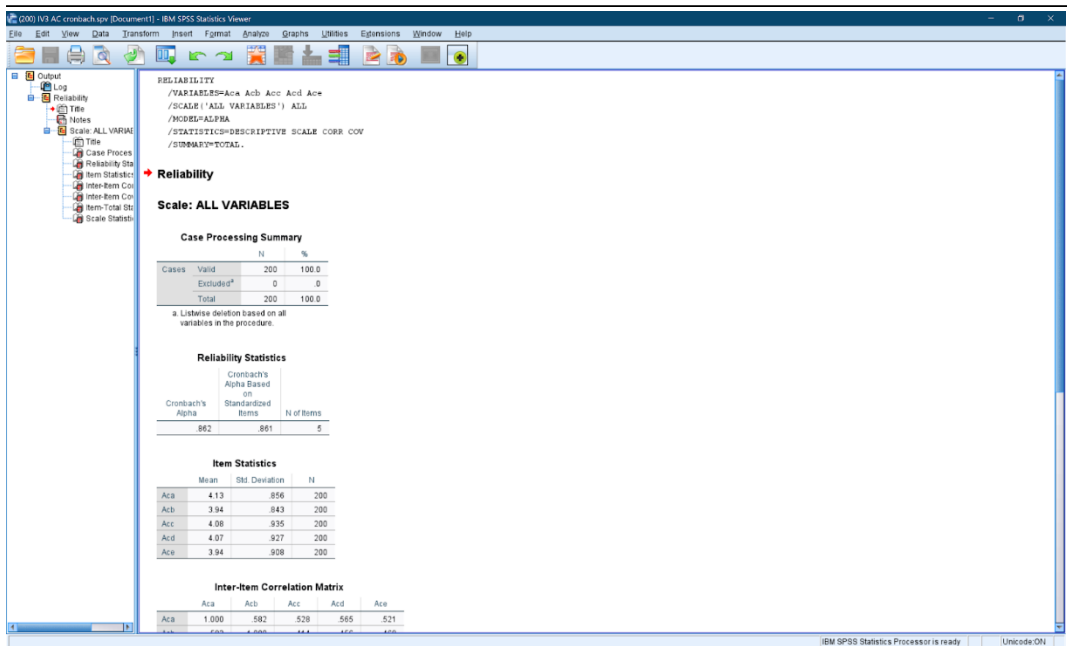 (200) IV3 AC cronbach.spv [Document1] - IBM SPSS Statistics Viewer
File Edit View Data Transform Insert Format Analyze Graphs Utilities Extensions Window Help
Output
Log
Reliability
Title
Notes
Scale: ALL VARIAE
Title
Case Proces
Reliability Sta
Item Statistics
Inter-Item Cor
Inter-Item Cov
Item-Total Sta
Scale Statisti
RELIABILITY
/VARIABLES=Aca Acb Acc Acd Ace
/SCALE('ALL VARIABLES') ALL
/MODEL=ALPHA
/STATISTICS=DESCRIPTIVE SCALE CORR COV
/SUMMARY=TOTAL.
Reliability
Scale: ALL VARIABLES
Case Processing Summary
N %
Cases Valid 200 100.0
Excludedª 0 .0
Total 200 100.0
a. Listwise deletion based on all
variables in the procedure.
Reliability Statistics
Cronbach's Alpha
Cronbach's Alpha Based on Standardized Items
N of Items
.862 .861 5
Item Statistics
Mean Std. Deviation N
Aca 4.13 .856 200
Acb 3.94 .843 200
Acc 4.08 .935 200
Acd 4.07 .927 200
Ace 3.94 .908 200
Inter-Item Correlation Matrix
Aca Acb Acc Acd Ace
Aca 1.000 .582 .528 .565 .521
IBM SPSS Statistics Processor is ready Unicode:ON